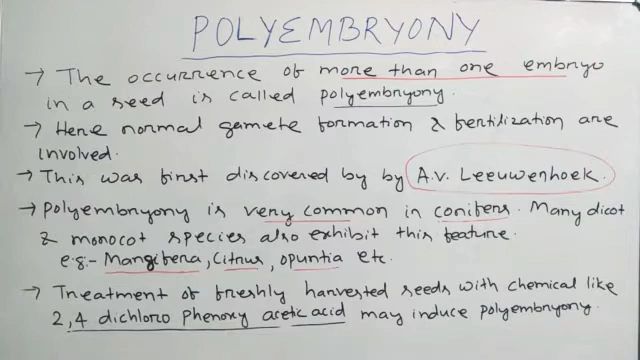 POLYEMBRYONY
→ The occurrence of more than one embryo
in a seed is called polyembryony.
→ Here normal gamete formation & fertilization are
involved.
→ This was first discovered by by A.V. Leeuwenhoek.
→ Polyembryony is very common in conifers. Many dicot
& monocot species also exhibit this feature.
e.g:- Mangifera, Citrus, opuntia etc.
→ Treatment of freshly harvested seeds with chemical like
2,4 dichloro phenoxy acetic acid may induce polyembryony.